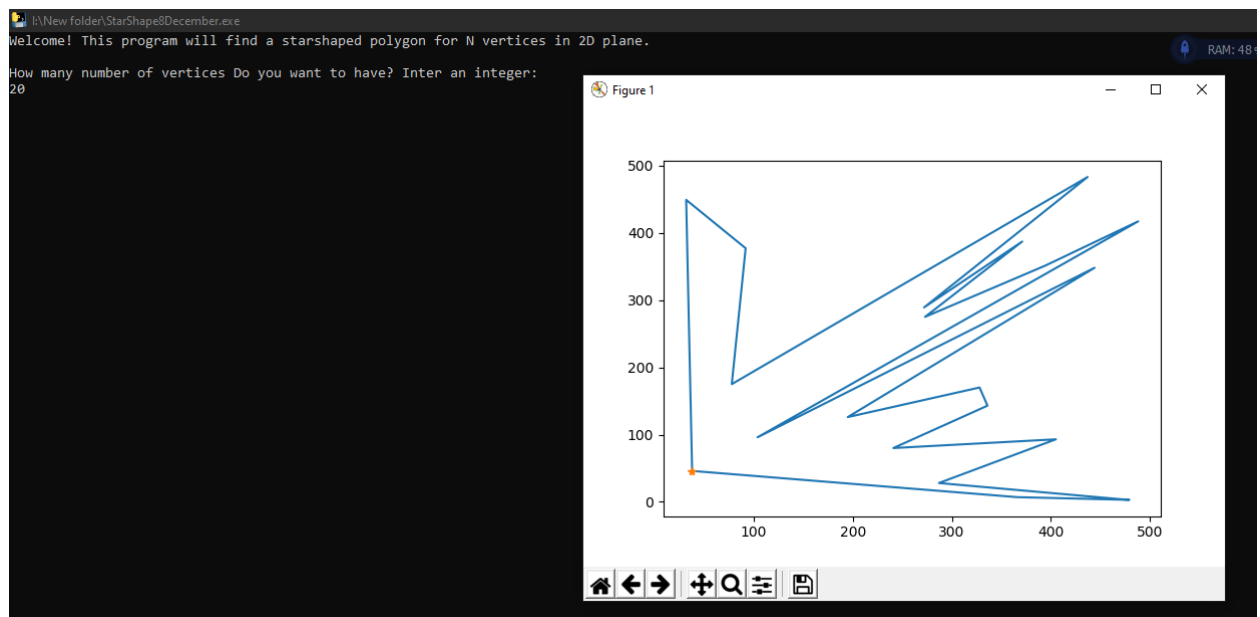 I:\New folder\StarShape8December.exe
Welcome! This program will find a starshaped polygon for N vertices in 2D plane.
RAM: 48
How many number of vertices Do you want to have? Inter an integer:
20
Figure 1
500
400
300
200
100
0
100 200 300 400 500